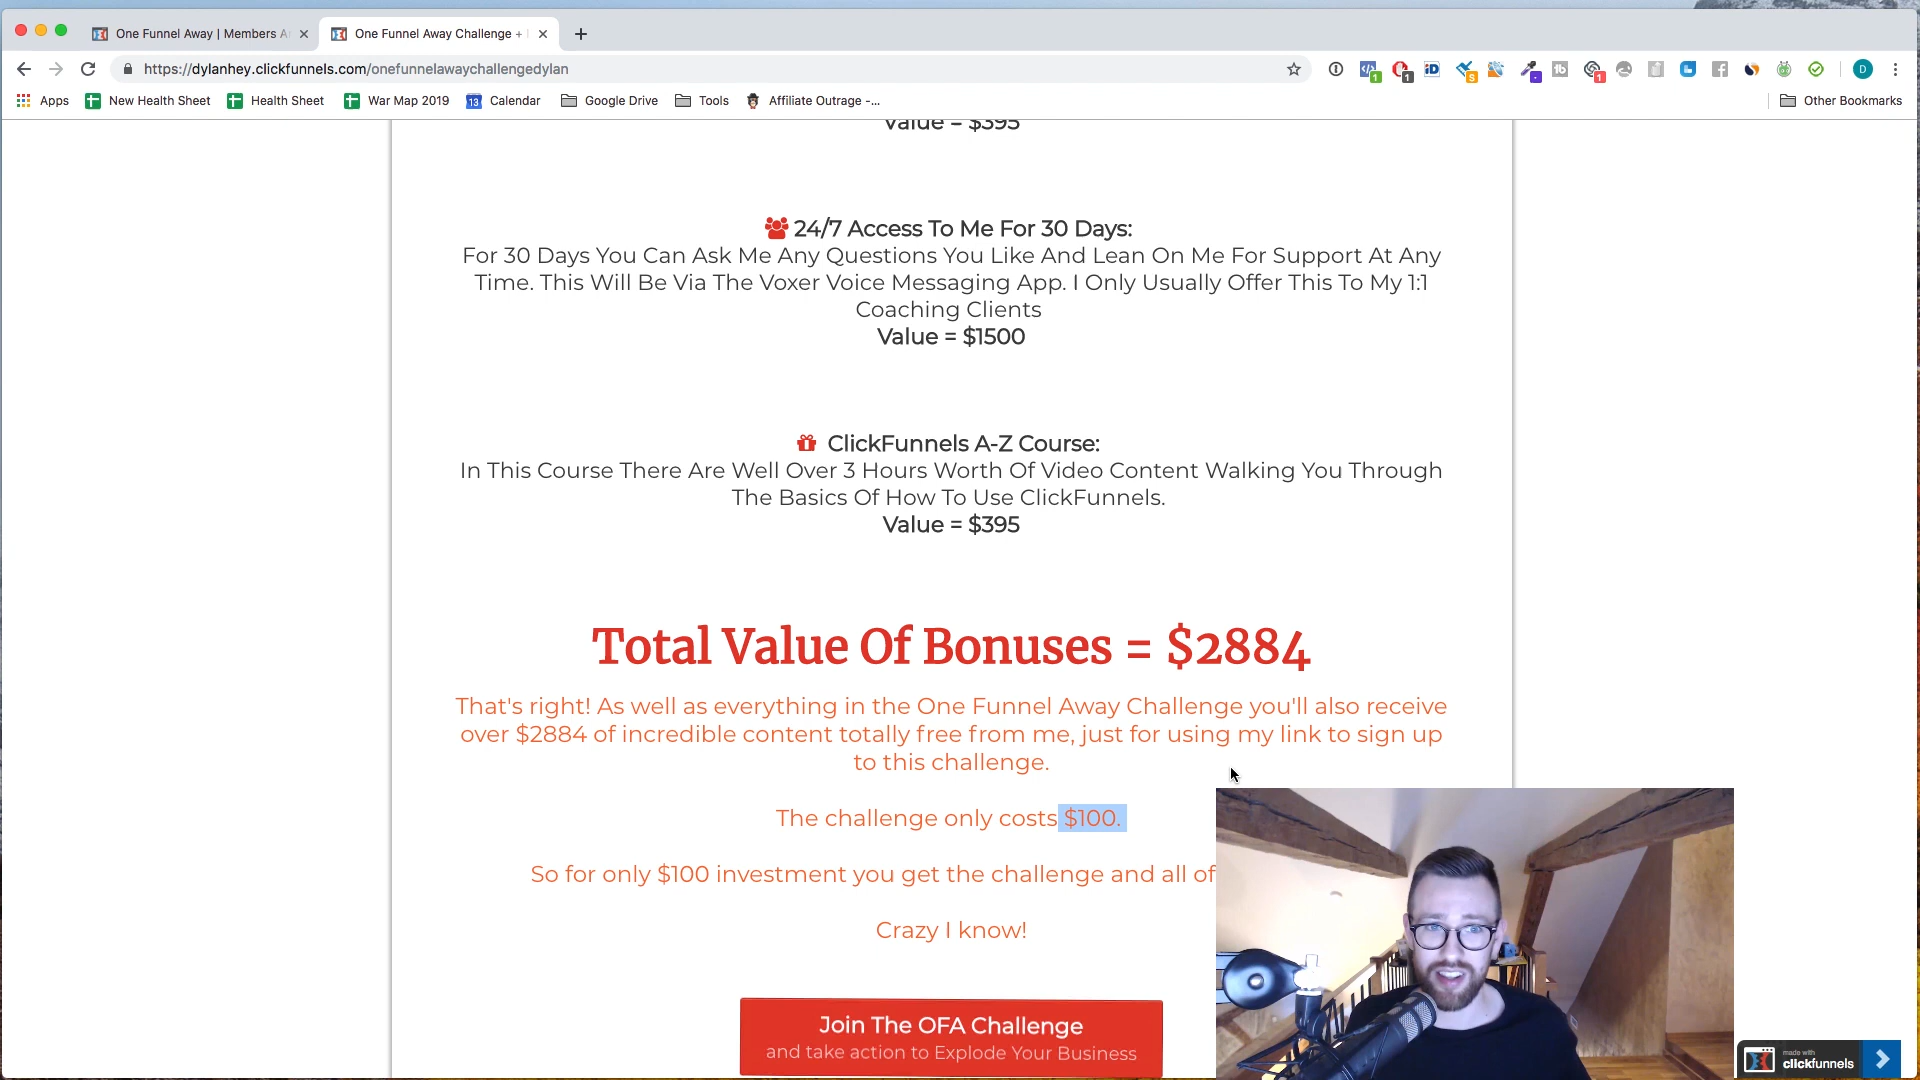 One Funnel Away | Members A
One Funnel Away Challenge +
https://dylanhey.clickfunnels.com/onefunnelawaychallengedylan
Apps
New Health Sheet
Health Sheet
War Map 2019
Calendar
Google Drive
Tools
Affiliate Outrage -...
Other Bookmarks
Value = $395
24/7 Access To Me For 30 Days:
For 30 Days You Can Ask Me Any Questions You Like And Lean On Me For Support At Any
Time. This Will Be Via The Voxer Voice Messaging App. I Only Usually Offer This To My 1:1
Coaching Clients
Value = $1500
ClickFunnels A-Z Course:
In This Course There Are Well Over 3 Hours Worth Of Video Content Walking You Through
The Basics Of How To Use ClickFunnels.
Value = $395
Total Value Of Bonuses = $2884
That's right! As well as everything in the One Funnel Away Challenge you'll also receive
over $2884 of incredible content totally free from me, just for using my link to sign up
to this challenge.
The challenge only costs $100.
So for only $100 investment you get the challenge and all of
Crazy I know!
Join The OFA Challenge
and take action to Explode Your Business
made with
clickfunnels